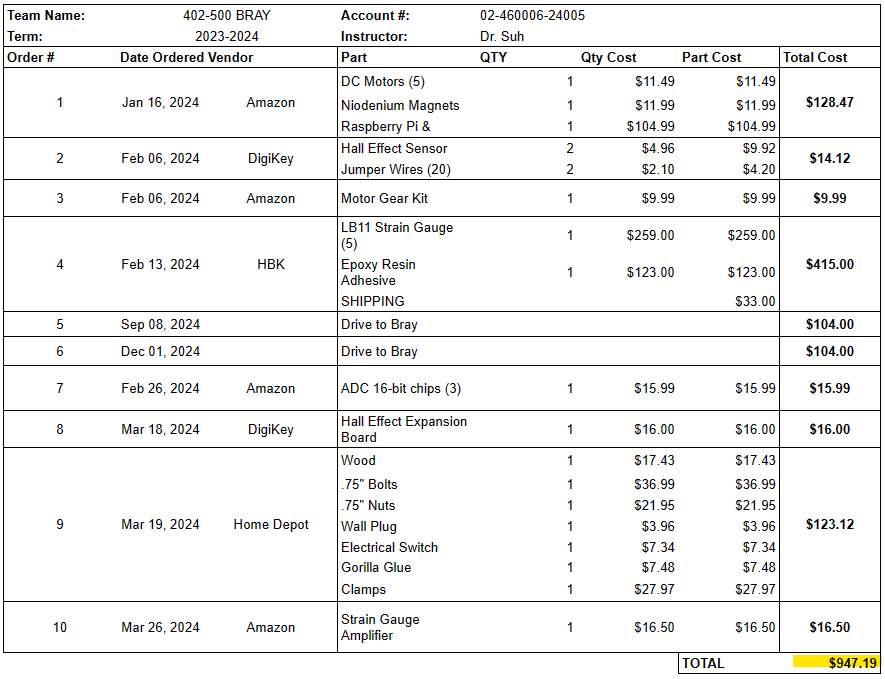 Team Name: 402-500 BRAY Account #: 02-460006-24005
Term: 2023-2024 Instructor: Dr. Suh
Order # Date Ordered Vendor Part QTY Qty Cost Part Cost Total Cost
1 Jan 16, 2024 Amazon DC Motors (5) 1 $11.49 $11.49 $128.47
Niodenium Magnets 1 $11.99 $11.99
Raspberry Pi & 1 $104.99 $104.99
2 Feb 06, 2024 DigiKey Hall Effect Sensor 2 $4.96 $9.92 $14.12
Jumper Wires (20) 2 $2.10 $4.20
3 Feb 06, 2024 Amazon Motor Gear Kit 1 $9.99 $9.99 $9.99
4 Feb 13, 2024 HBK LB11 Strain Gauge
(5) 1 $259.00 $259.00 $415.00
Epoxy Resin
Adhesive 1 $123.00 $123.00
SHIPPING $33.00
5 Sep 08, 2024 Drive to Bray $104.00
6 Dec 01, 2024 Drive to Bray $104.00
7 Feb 26, 2024 Amazon ADC 16-bit chips (3) 1 $15.99 $15.99 $15.99
8 Mar 18, 2024 DigiKey Hall Effect Expansion
Board 1 $16.00 $16.00 $16.00
9 Mar 19, 2024 Home Depot Wood 1 $17.43 $17.43 $123.12
.75" Bolts 1 $36.99 $36.99
.75" Nuts 1 $21.95 $21.95
Wall Plug 1 $3.96 $3.96
Electrical Switch 1 $7.34 $7.34
Gorilla Glue 1 $7.48 $7.48
Clamps 1 $27.97 $27.97
10 Mar 26, 2024 Amazon Strain Gauge
Amplifier 1 $16.50 $16.50 $16.50
TOTAL $947.19